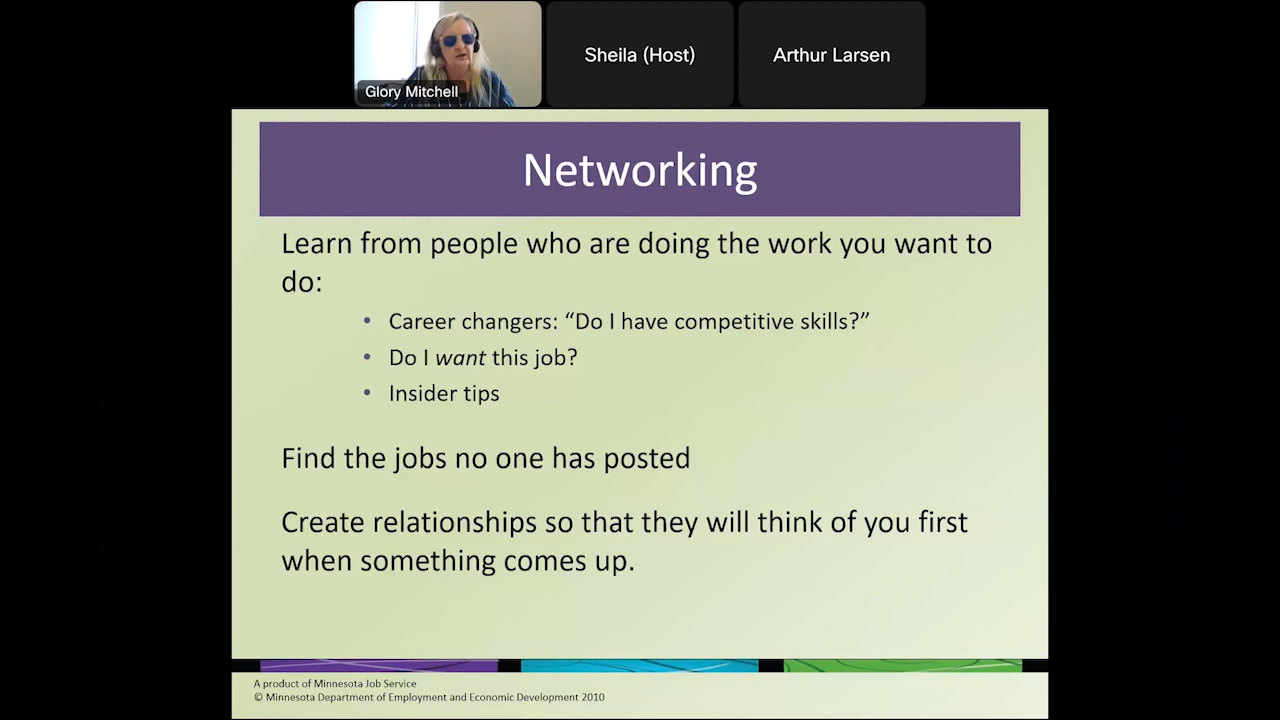 Glory Mitchell
Sheila (Host)
Arthur Larsen
Networking
Learn from people who are doing the work you want to
do:
• Career changers: “Do I have competitive skills?”
• Do I want this job?
• Insider tips
Find the jobs no one has posted
Create relationships so that they will think of you first
when something comes up.
A product of Minnesota Job Service
© Minnesota Department of Employment and Economic Development 2010